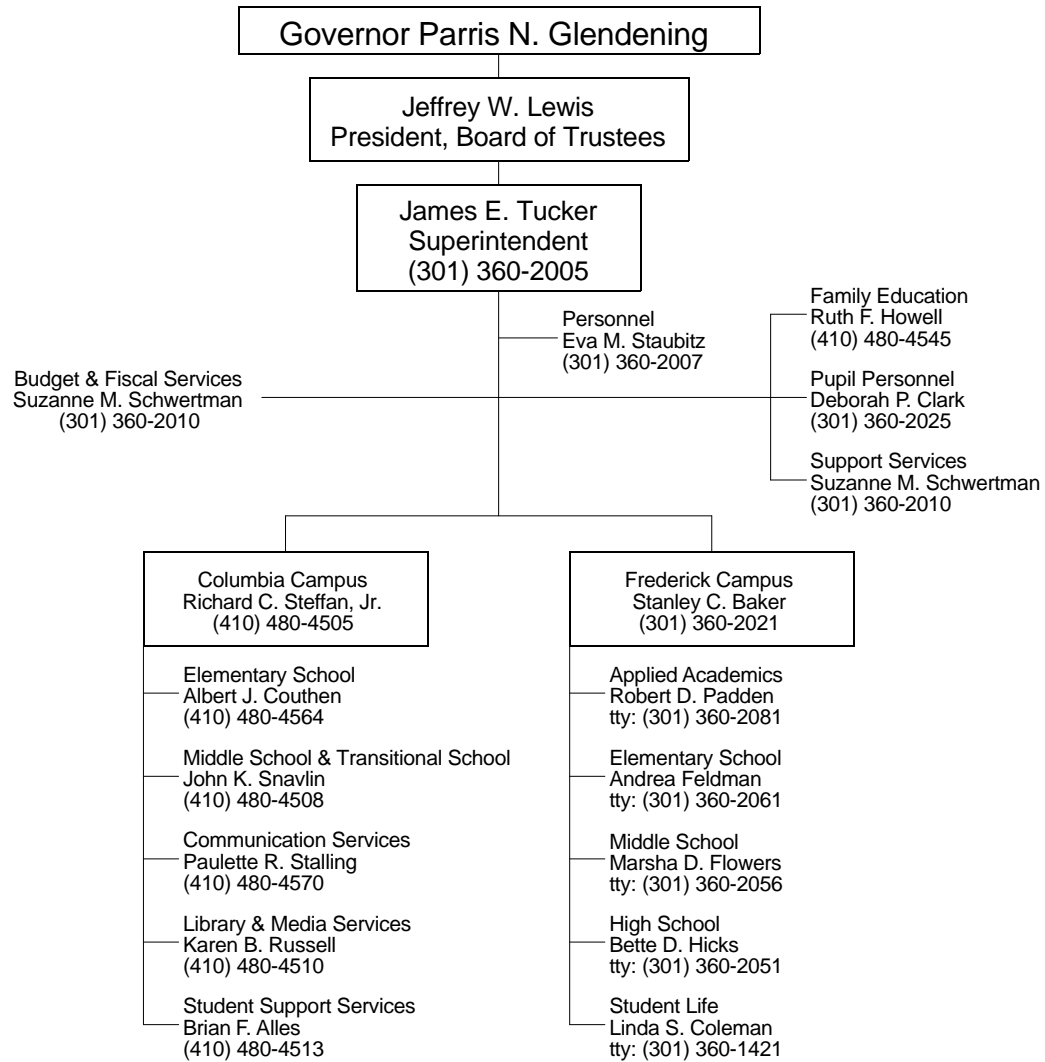 Governor Parris N. Glendening
Jeffrey W. Lewis
President, Board of Trustees
James E. Tucker
Superintendent
(301) 360-2005
Personnel
Eva M. Staubitz
(301) 360-2007
Family Education
Ruth F. Howell
(410) 480-4545
Budget & Fiscal Services
Suzanne M. Schwertman
(301) 360-2010
Pupil Personnel
Deborah P. Clark
(301) 360-2025
Support Services
Suzanne M. Schwertman
(301) 360-2010
Columbia Campus
Richard C. Steffan, Jr.
(410) 480-4505
Elementary School
Albert J. Couthen
(410) 480-4564
Middle School & Transitional School
John K. Snavlin
(410) 480-4508
Communication Services
Paulette R. Stalling
(410) 480-4570
Library & Media Services
Karen B. Russell
(410) 480-4510
Student Support Services
Brian F. Alles
(410) 480-4513
Frederick Campus
Stanley C. Baker
(301) 360-2021
Applied Academics
Robert D. Padden
tty: (301) 360-2081
Elementary School
Andrea Feldman
tty: (301) 360-2061
Middle School
Marsha D. Flowers
tty: (301) 360-2056
High School
Bette D. Hicks
tty: (301) 360-2051
Student Life
Linda S. Coleman
tty: (301) 360-1421